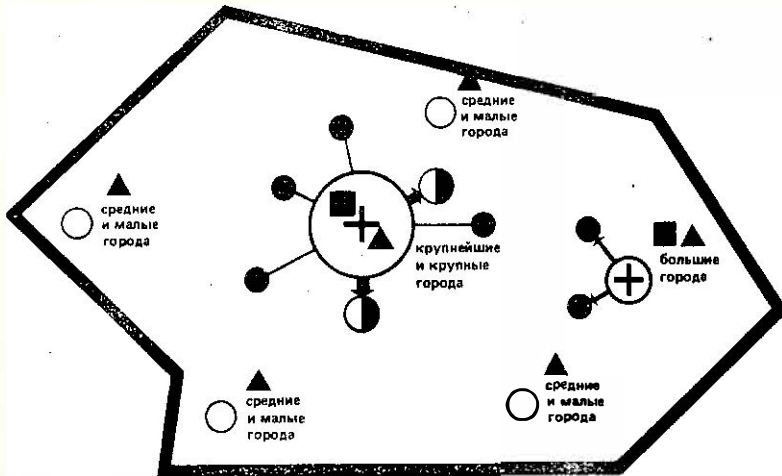 средние
и малые
города
средние
и малые
города
крупнейшие
и крупные
города
большие
города
средние
и малые
города
средние
и малые
города